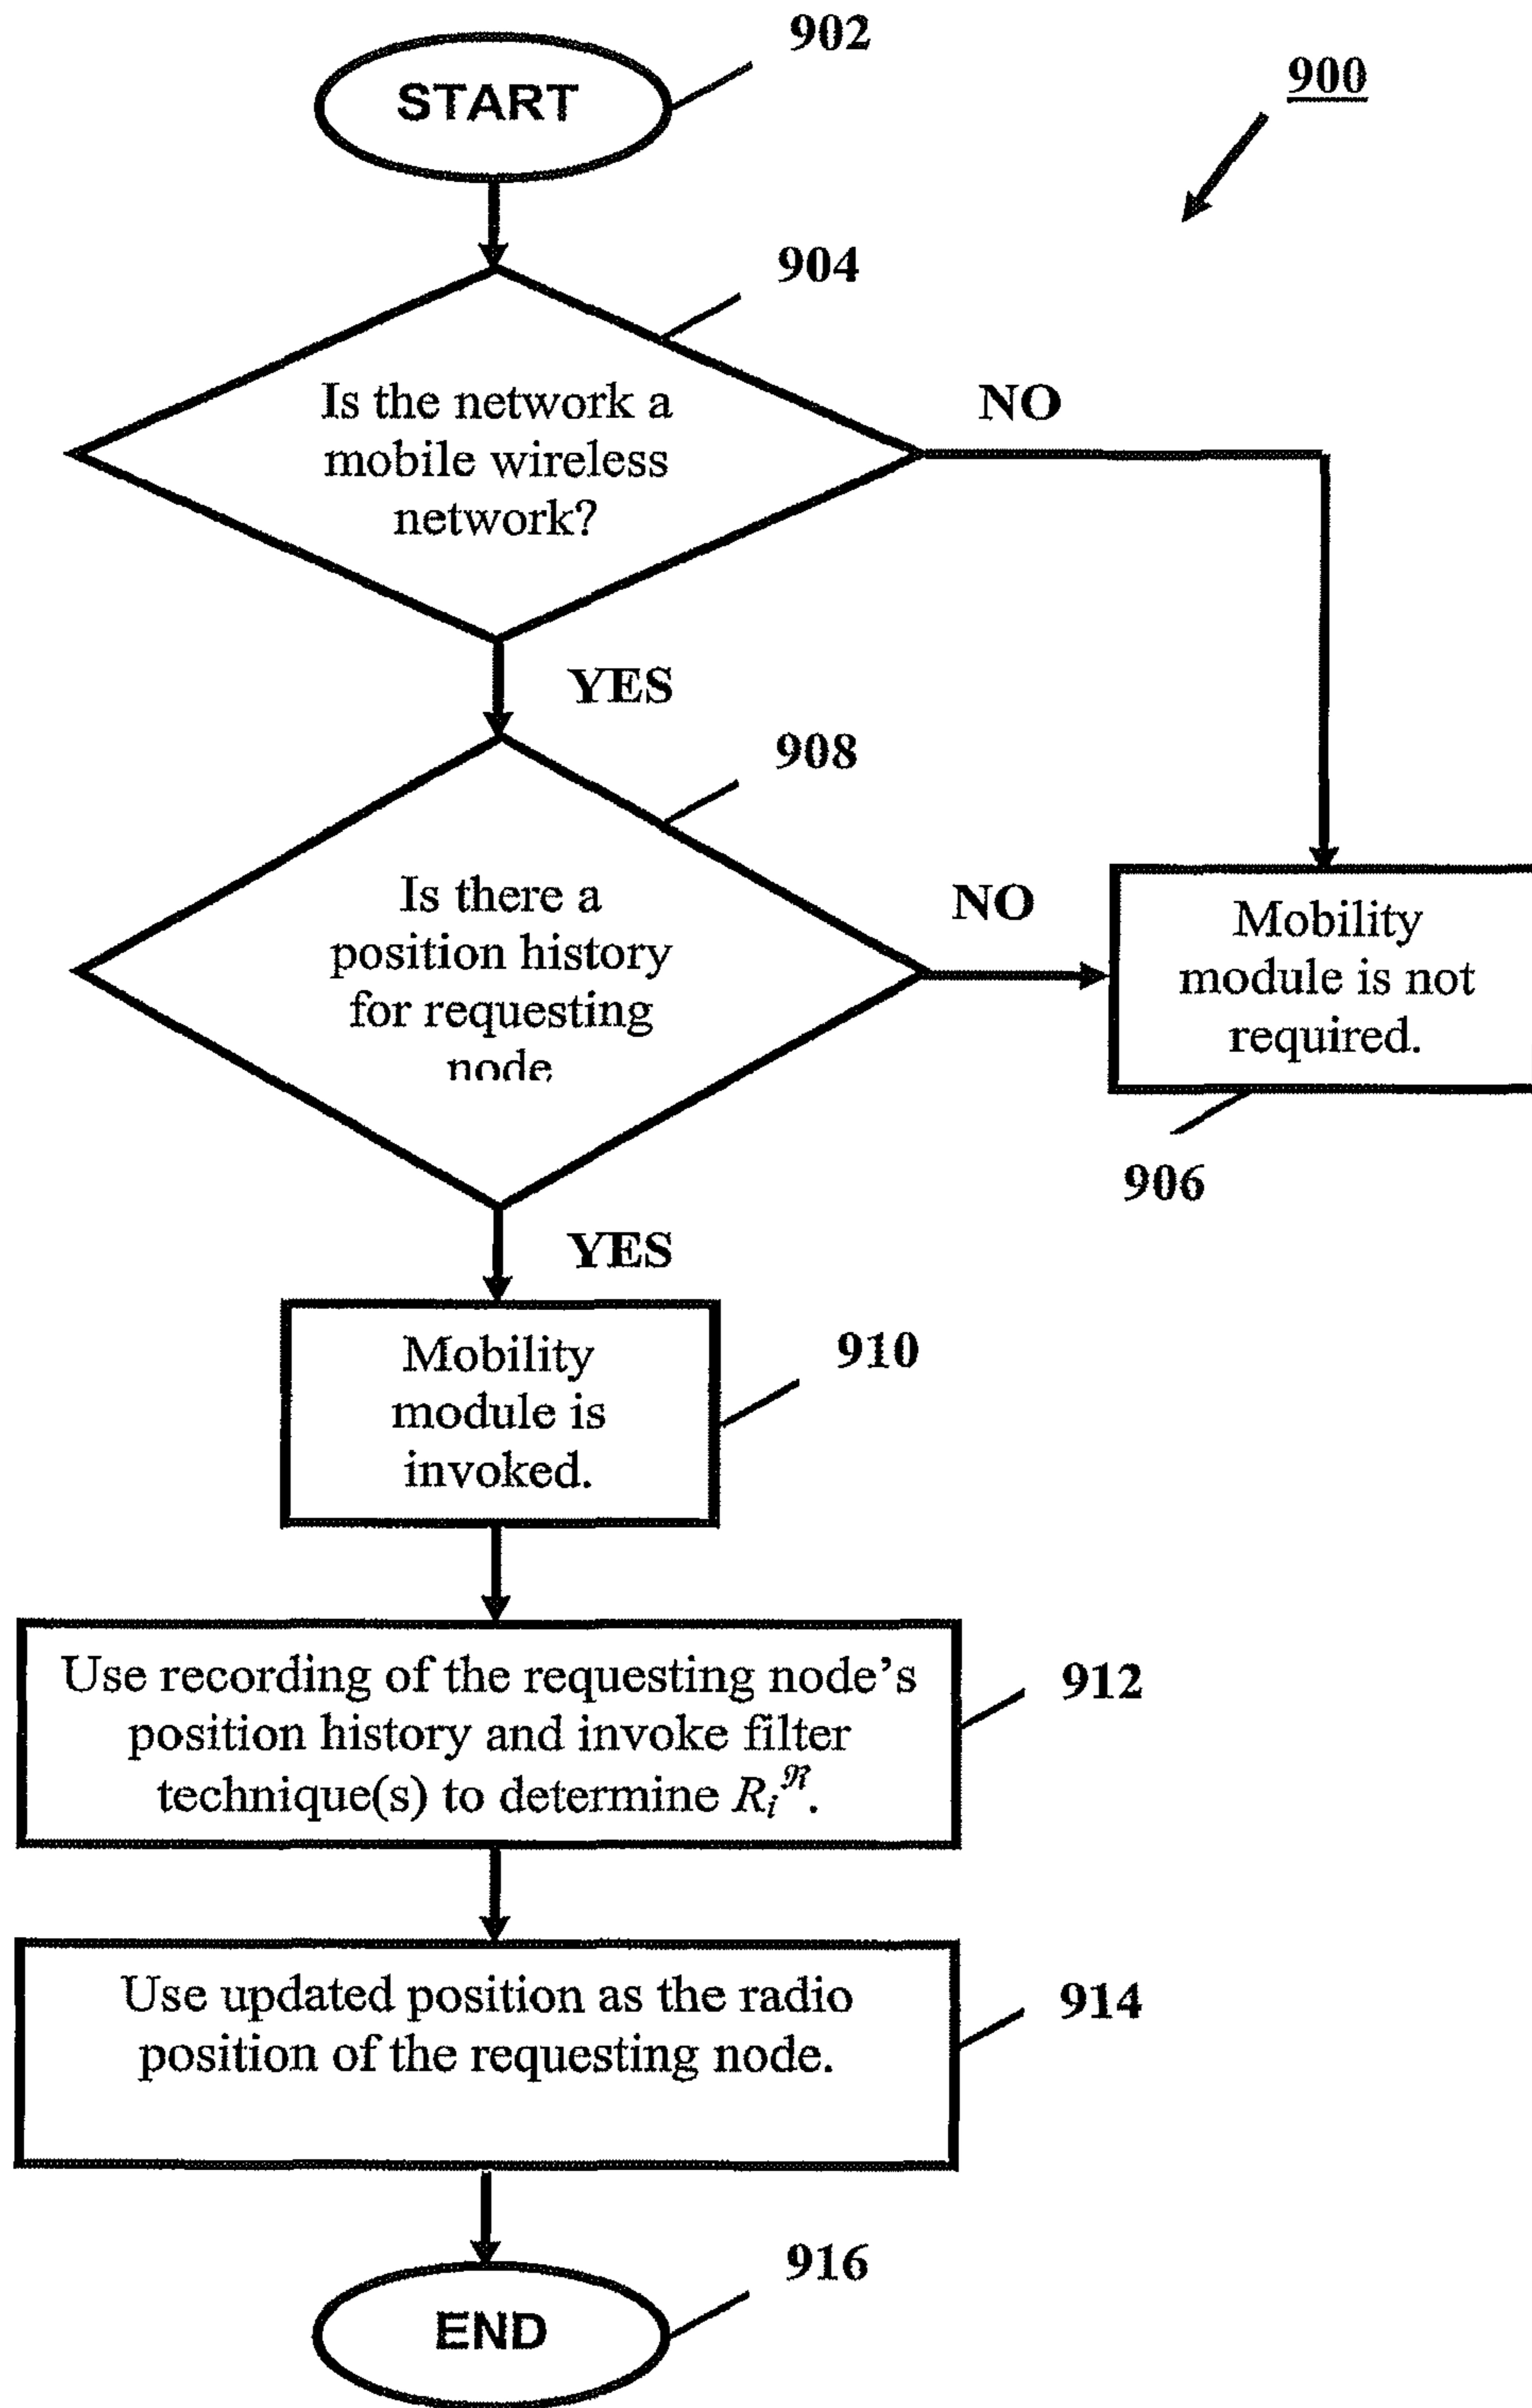 902
START
900
904
Is the network a
mobile wireless
network?
NO
YES
908
Is there a
position history
for requesting
node
NO
Mobility
module is not
required.
906
YES
Mobility
module is
invoked.
910
Use recording of the requesting node's
position history and invoke filter
technique(s) to determine Rᵢ^ℜ.
912
Use updated position as the radio
position of the requesting node.
914
916
END